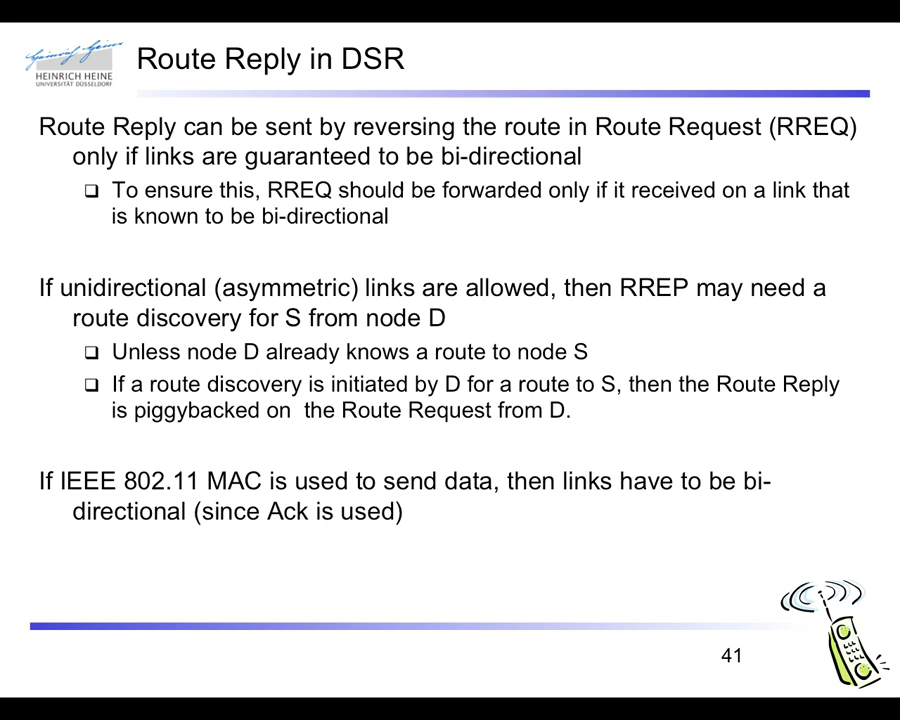 Route Reply in DSR
HEINRICH HEINE
UNIVERSITÄT DÜSSELDORF
Route Reply can be sent by reversing the route in Route Request (RREQ)
only if links are guaranteed to be bi-directional
To ensure this, RREQ should be forwarded only if it received on a link that
is known to be bi-directional
If unidirectional (asymmetric) links are allowed, then RREP may need a
route discovery for S from node D
Unless node D already knows a route to node S
If a route discovery is initiated by D for a route to S, then the Route Reply
is piggybacked on the Route Request from D.
If IEEE 802.11 MAC is used to send data, then links have to be bi-
directional (since Ack is used)
41